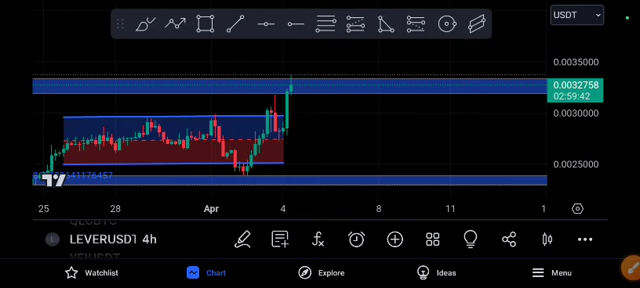 USDT
0.0035000
0.0032758
02:59:42
0.0030000
0.0025000
25 28 Apr 4 8 11 1
LEVERUSDT 4h
Watchlist Chart Explore Ideas Menu